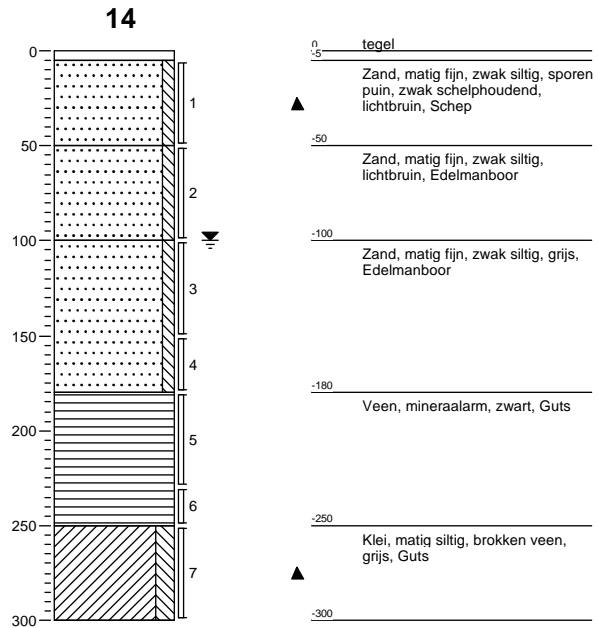 14
0
50
100
150
200
250
300
1
2
3
4
5
6
7
0
tegel
-5
Zand, matig fijn, zwak siltig, sporen
puin, zwak schelphoudend,
lichtbruin, Schep
-50
Zand, matig fijn, zwak siltig,
lichtbruin, Edelmanboor
-100
Zand, matig fijn, zwak siltig, grijs,
Edelmanboor
-180
Veen, mineraalarm, zwart, Guts
-250
Klei, matig siltig, brokken veen,
grijs, Guts
-300